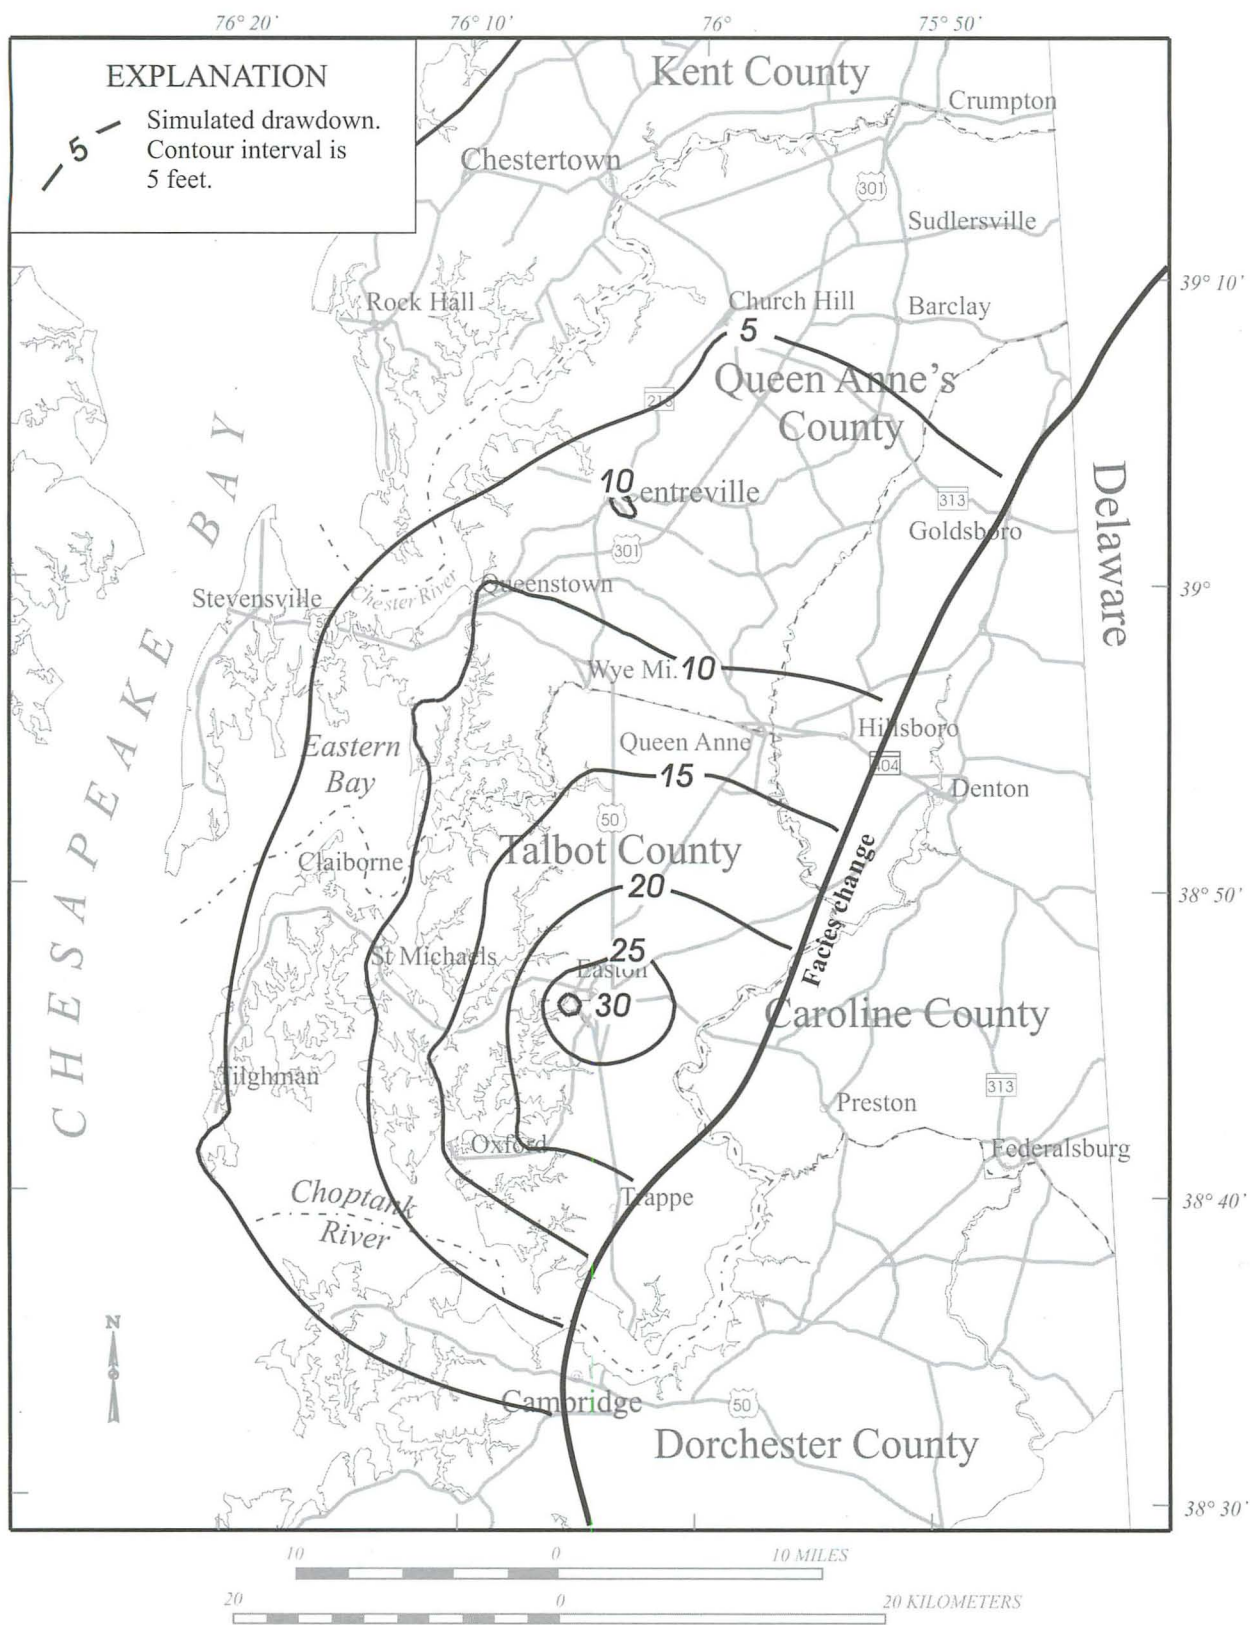 76° 20'
76° 10'
76°
75° 50'
EXPLANATION
5
Simulated drawdown.
Contour interval is
5 feet.
Kent County
Crumpton
Chestertown
301
Sudlersville
39° 10'
Rock Hall
Church Hill
Barclay
5
Queen Anne's
County
213
10
entreville
313
Goldsboro
301
Delaware
39°
Queenstown
Chester River
Stevensville
50
301
Wye Mi.
10
Hillsboro
Queen Anne
404
Eastern
Bay
15
Denton
50
Talbot County
Claiborne
20
Facies change
38° 50'
25
St Michaels
Easton
30
Caroline County
CHESAPEAKE BAY
Tilghman
313
Preston
Oxford
Federalsburg
Choptank
River
Trappe
38° 40'
N
Cambridge
50
Dorchester County
38° 30'
10
0
10 MILES
20
0
20 KILOMETERS